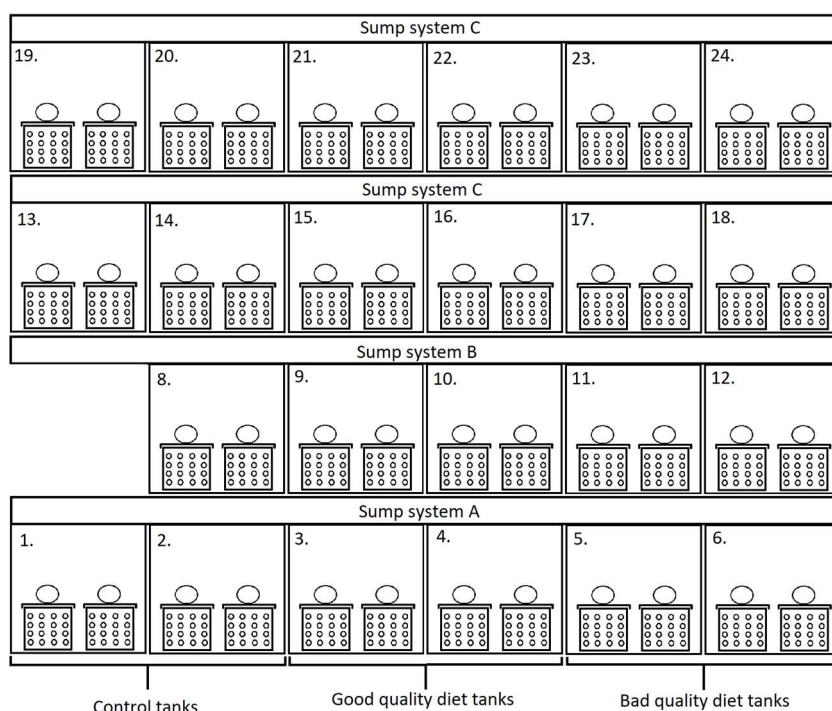 Sump system C
19. 20. 21. 22. 23. 24.
Sump system C
13. 14. 15. 16. 17. 18.
Sump system B
8. 9. 10. 11. 12.
Sump system A
1. 2. 3. 4. 5. 6.
Control tanks Good quality diet tanks Bad quality diet tanks